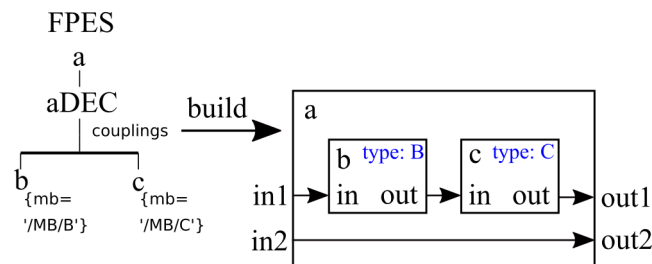 FPES
a
aDEC
couplings
b
c
{mb=
'/MB/B'}
{mb=
'/MB/C'}
build
a
b type: B
in out
c type: C
in out
in1
out1
in2
out2